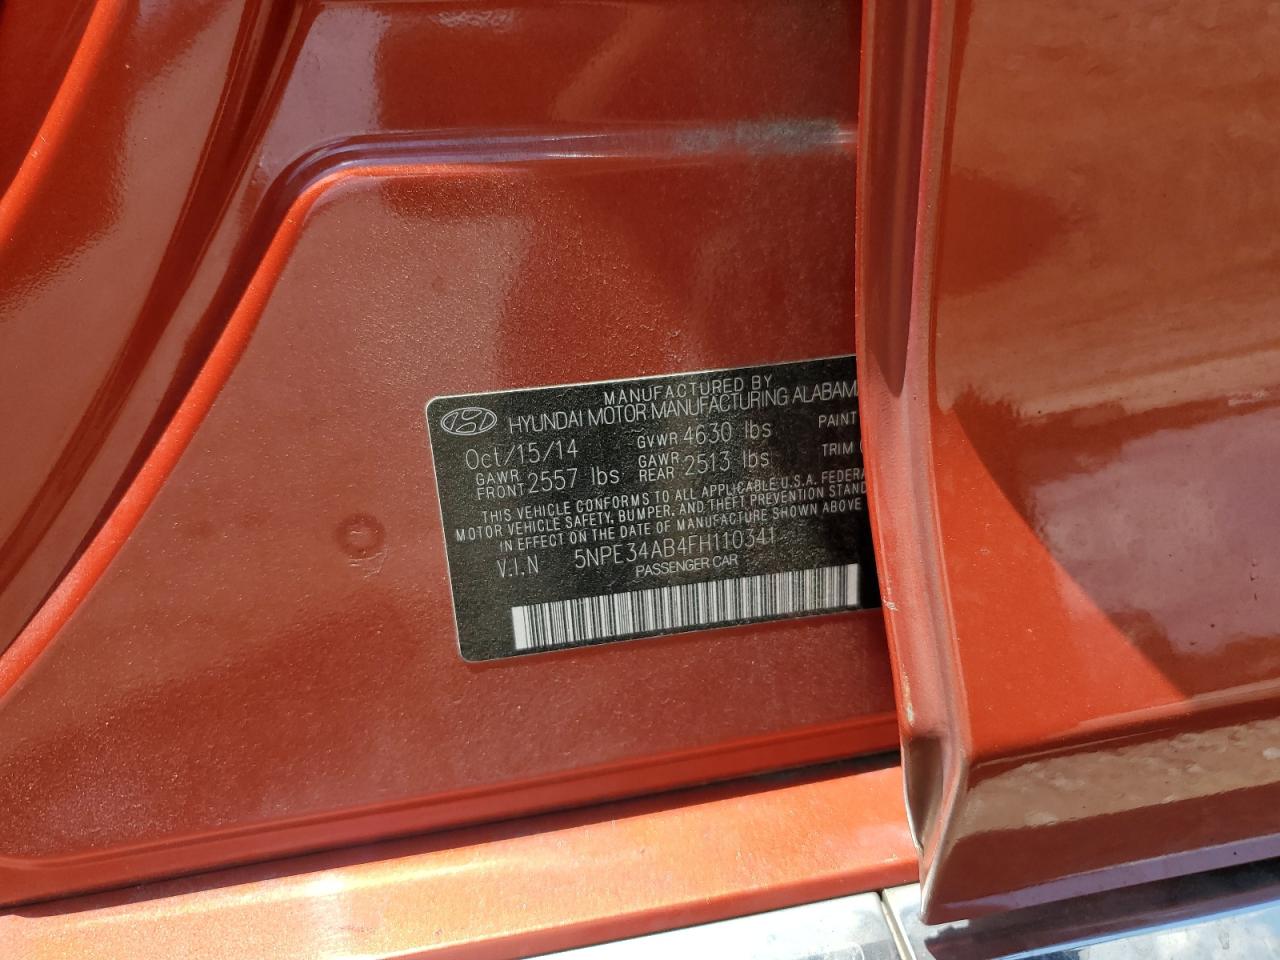 MANUFACTURED BY
HYUNDAI MOTOR MANUFACTURING ALABAMA
Oct/15/14 GVWR 4630 lbs PAINT
GAWR FRONT 2557 lbs GAWR REAR 2513 lbs TRIM
THIS VEHICLE CONFORMS TO ALL APPLICABLE U.S.A. FEDERA
MOTOR VEHICLE SAFETY, BUMPER, AND THEFT PREVENTION STAND
IN EFFECT ON THE DATE OF MANUFACTURE SHOWN ABOVE
V.I.N 5NPE34AB4FH110341
PASSENGER CAR